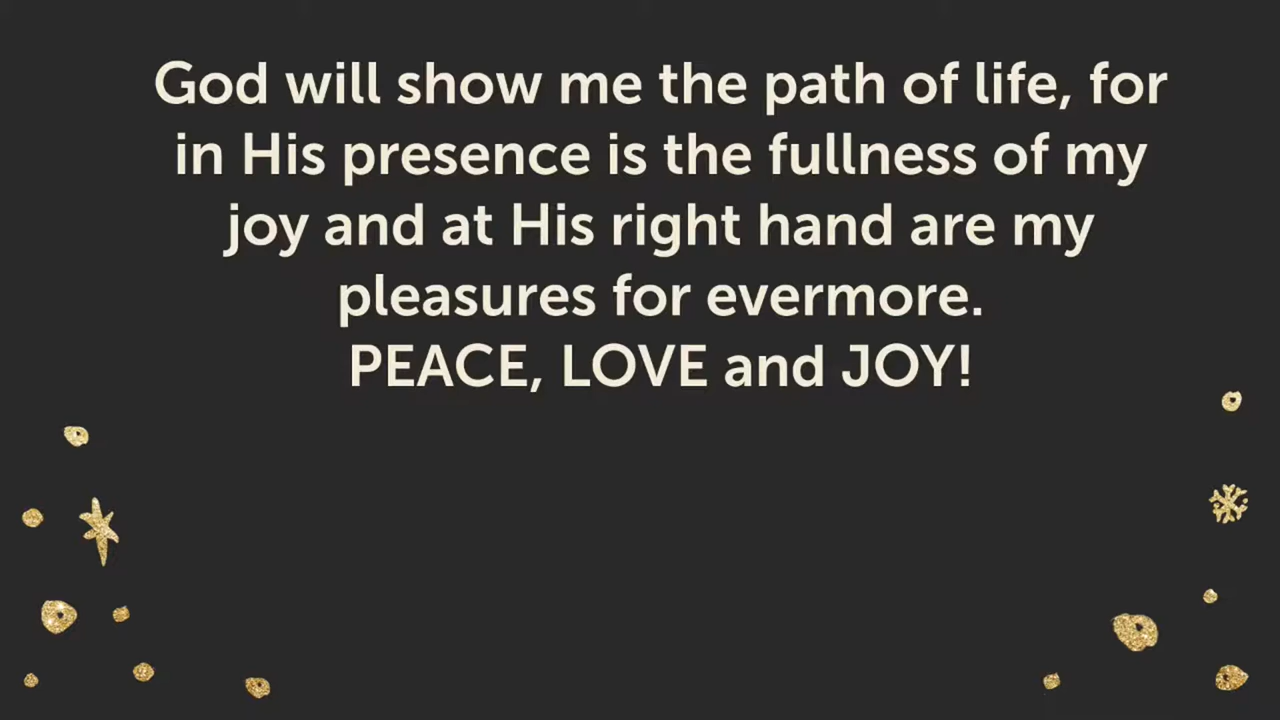 God will show me the path of life, for
in His presence is the fullness of my
joy and at His right hand are my
pleasures for evermore.
PEACE, LOVE and JOY!